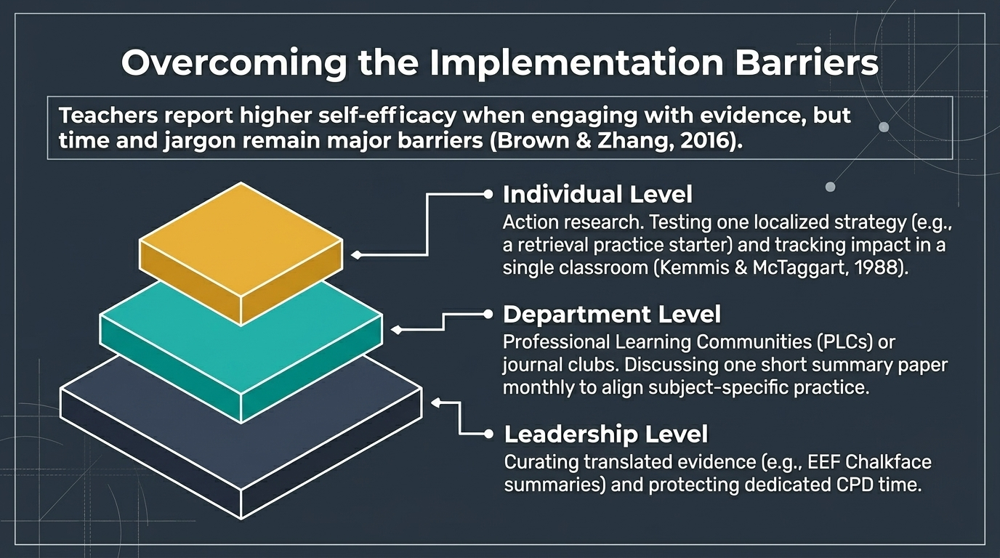 Overcoming the Implementation Barriers
Teachers report higher self-efficacy when engaging with evidence, but
time and jargon remain major barriers (Brown & Zhang, 2016).
Individual Level
Action research. Testing one localized strategy (e.g.,
a retrieval practice starter) and tracking impact in a
single classroom (Kemmis & McTaggart, 1988).
Department Level
Professional Learning Communities (PLCs) or
journal clubs. Discussing one short summary paper
monthly to align subject-specific practice.
Leadership Level
Curating translated evidence (e.g., EEF Chalkface
summaries) and protecting dedicated CPD time.